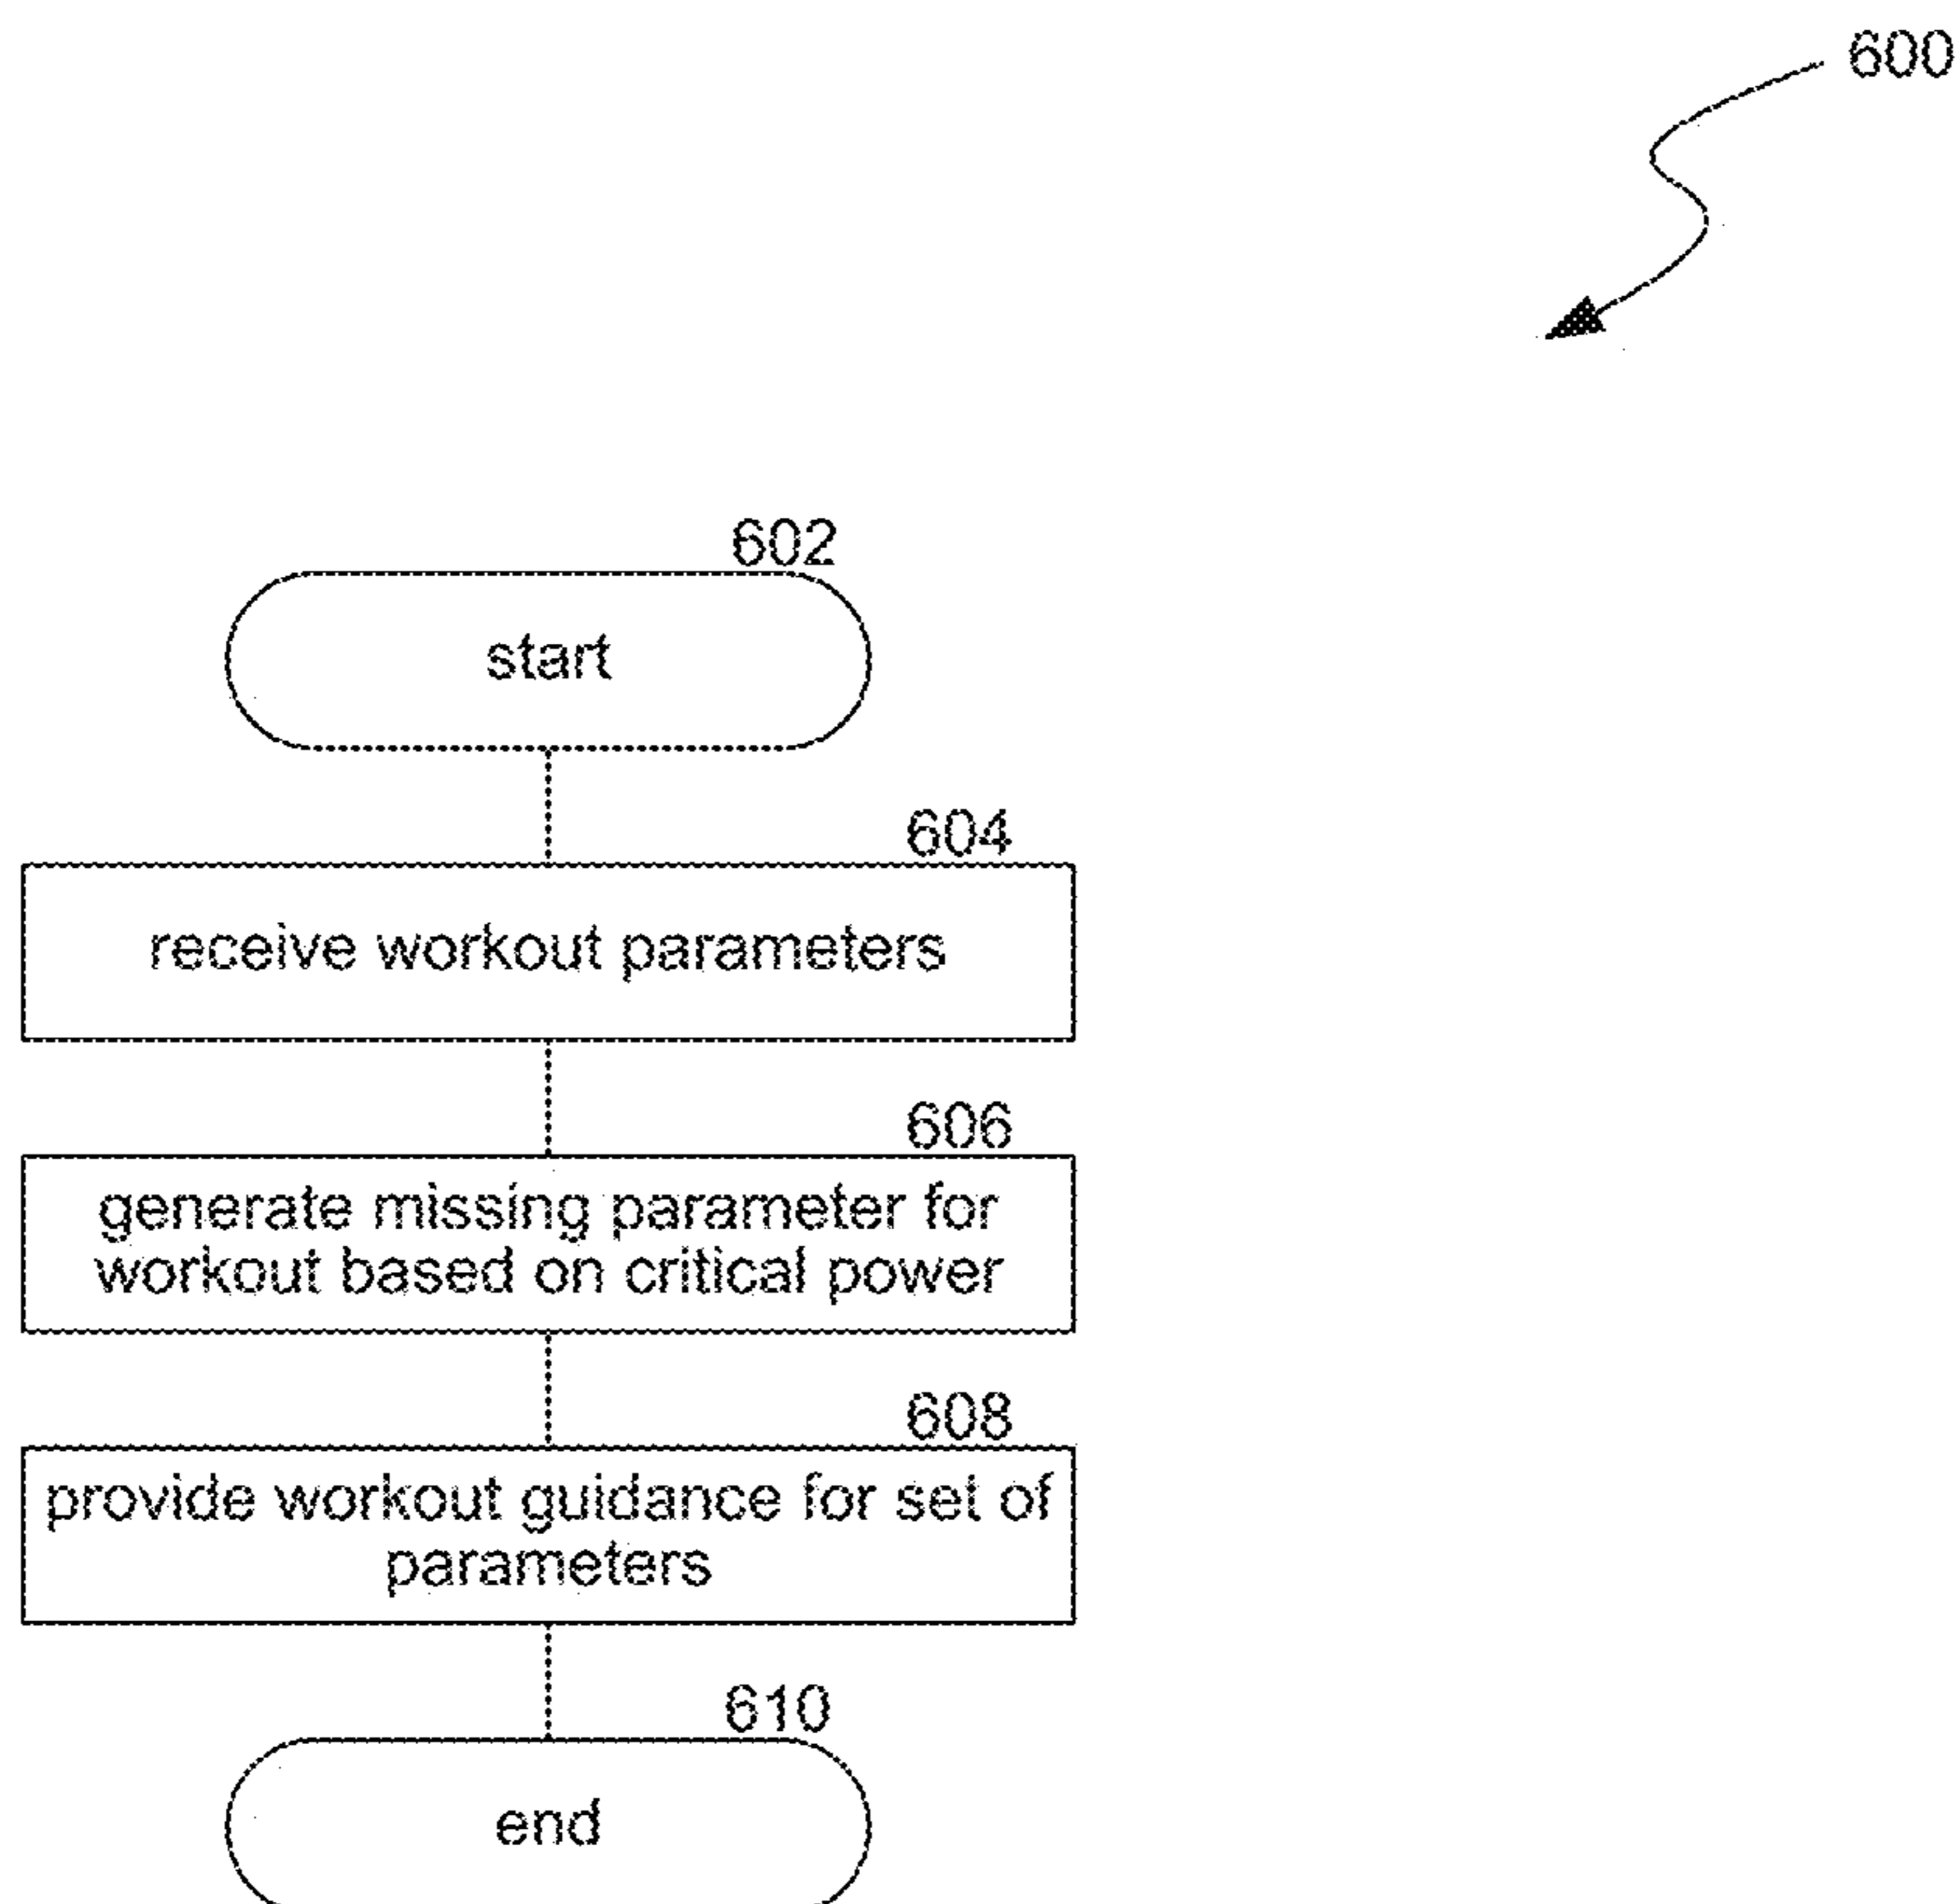 600
602
start
604
receive workout parameters
606
generate missing parameter for
workout based on critical power
608
provide workout guidance for set of
parameters
610
end